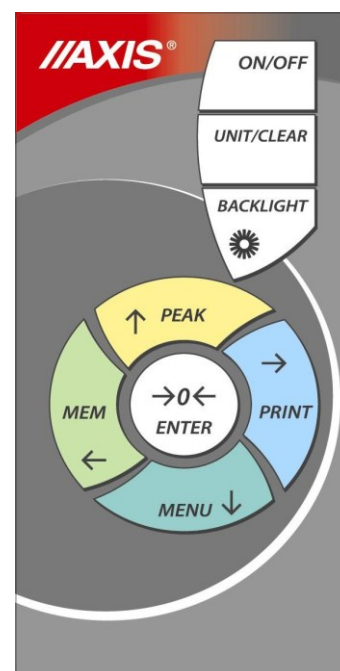 //AXIS®
ON/OFF
UNIT/CLEAR
BACKLIGHT
↑ PEAK
MEM
←
→0←
ENTER
→
PRINT
MENU ↓